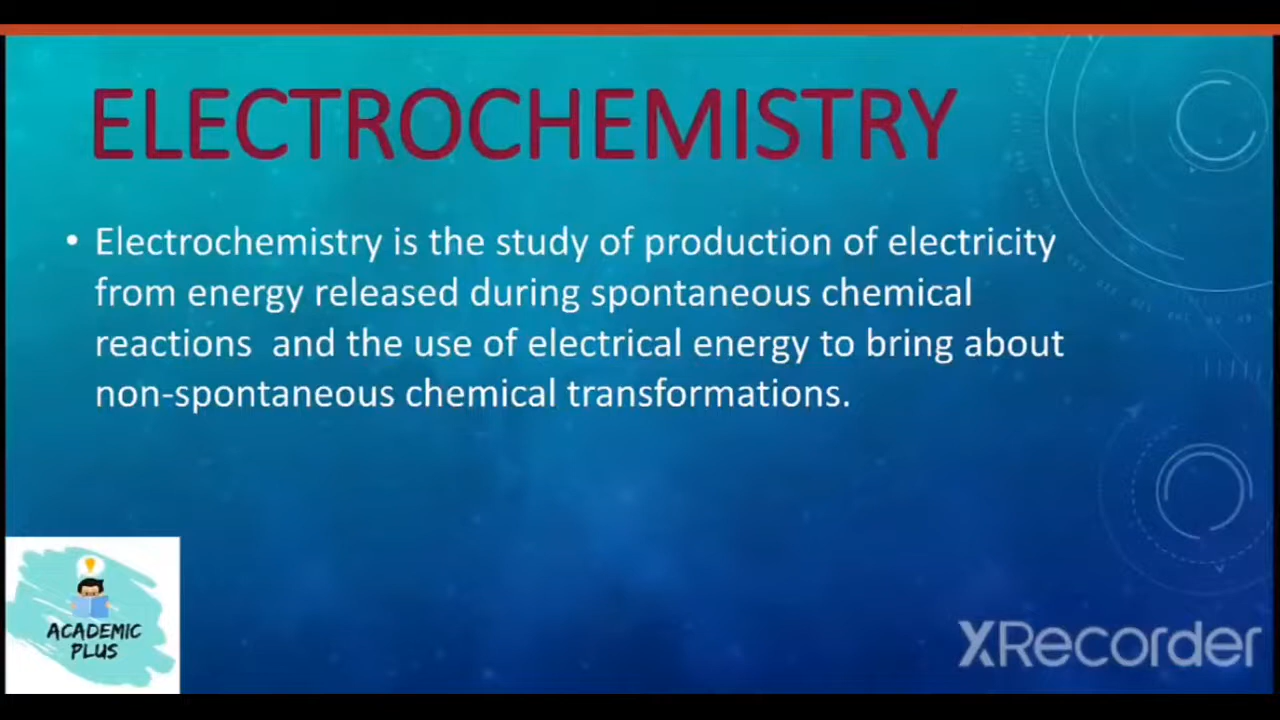 ELECTROCHEMISTRY
• Electrochemistry is the study of production of electricity
from energy released during spontaneous chemical
reactions and the use of electrical energy to bring about
non-spontaneous chemical transformations.
ACADEMIC
PLUS
XRecorder